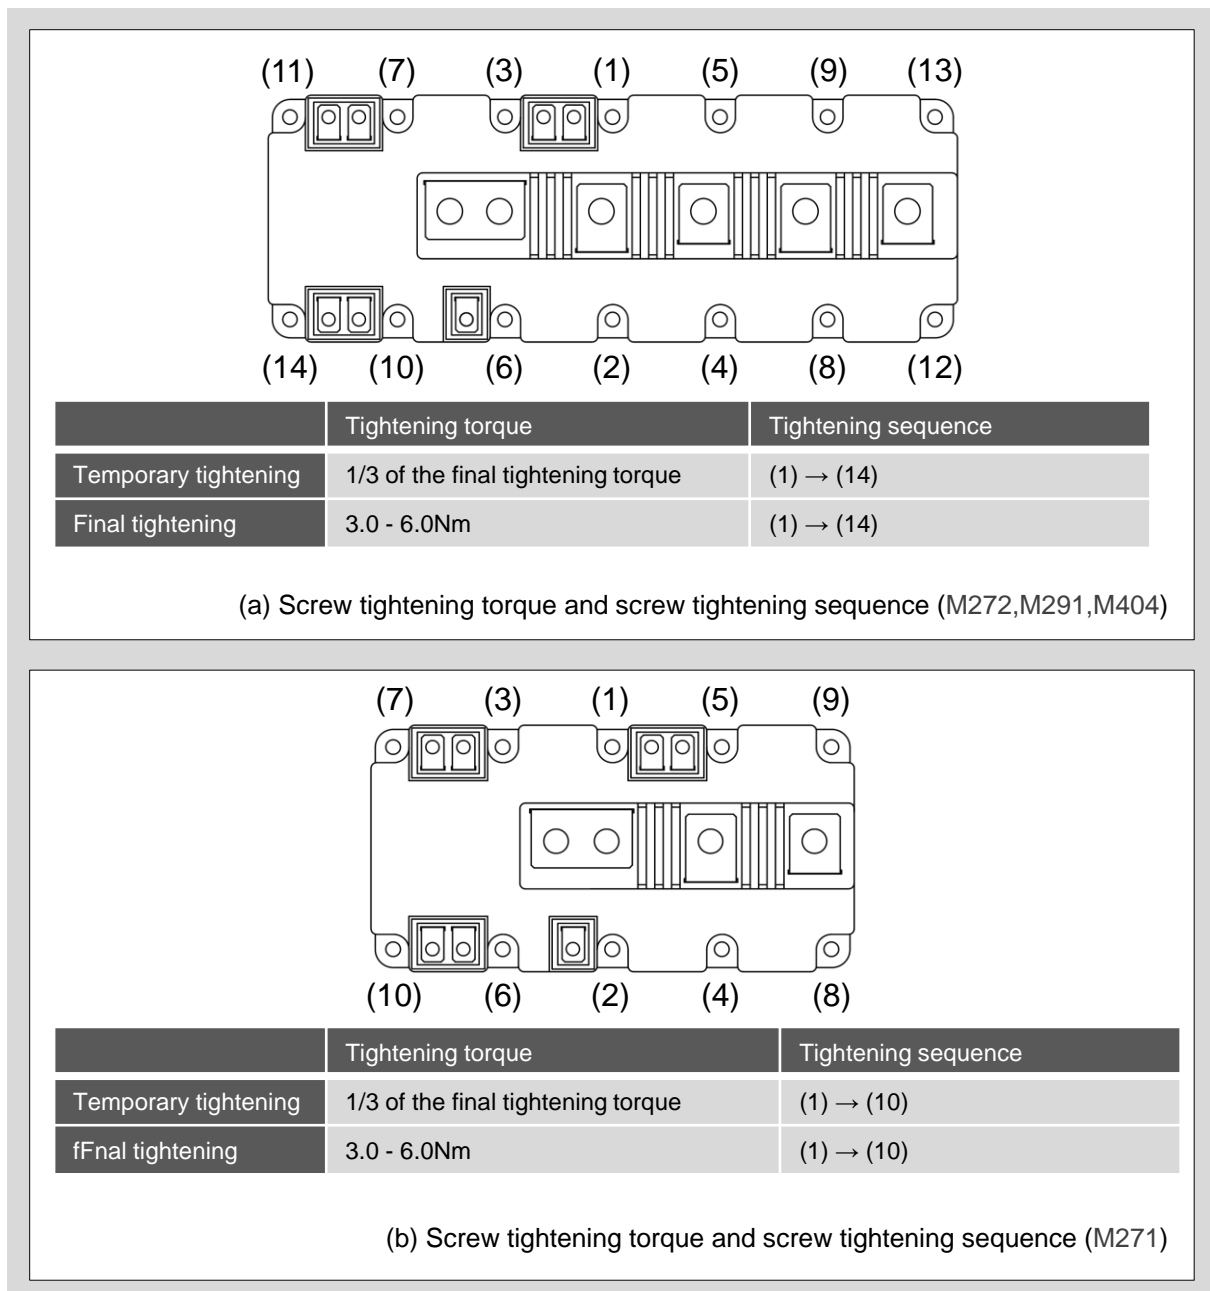 (11) (7) (3) (1) (5) (9) (13)
(14) (10) (6) (2) (4) (8) (12)
Tightening torque Tightening sequence
Temporary tightening 1/3 of the final tightening torque (1) → (14)
Final tightening 3.0 - 6.0Nm (1) → (14)
(a) Screw tightening torque and screw tightening sequence (M272,M291,M404)
(7) (3) (1) (5) (9)
(10) (6) (2) (4) (8)
Tightening torque Tightening sequence
Temporary tightening 1/3 of the final tightening torque (1) → (10)
fFnal tightening 3.0 - 6.0Nm (1) → (10)
(b) Screw tightening torque and screw tightening sequence (M271)